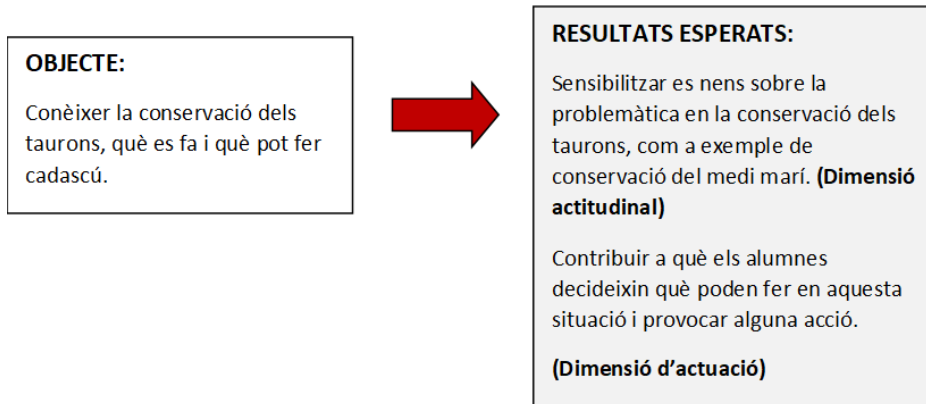 OBJECTE:
Conèixer la conservació dels
taurons, què es fa i què pot fer
cadascú.
RESULTATS ESPERATS:
Sensibilitzar es nens sobre la
problemàtica en la conservació dels
taurons, com a exemple de
conservació del medi marí. (Dimensió
actitudinal)
Contribuir a què els alumnes
decideixin què poden fer en aquesta
situació i provocar alguna acció.
(Dimensió d’actuació)